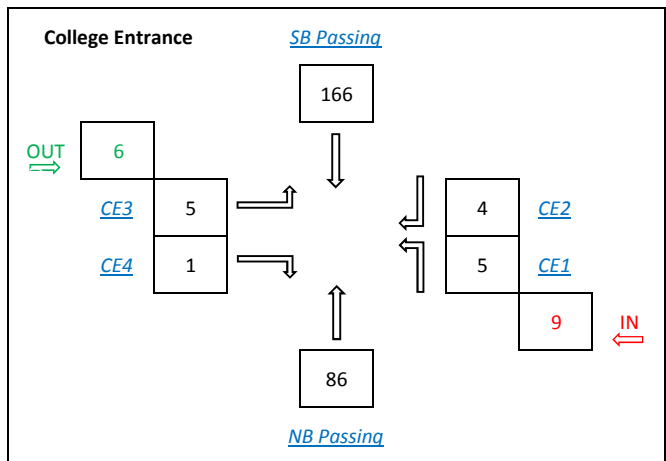 College Entrance
SB Passing
166
OUT
6
CE3
5
4
CE2
CE4
1
5
CE1
9
IN
86
NB Passing